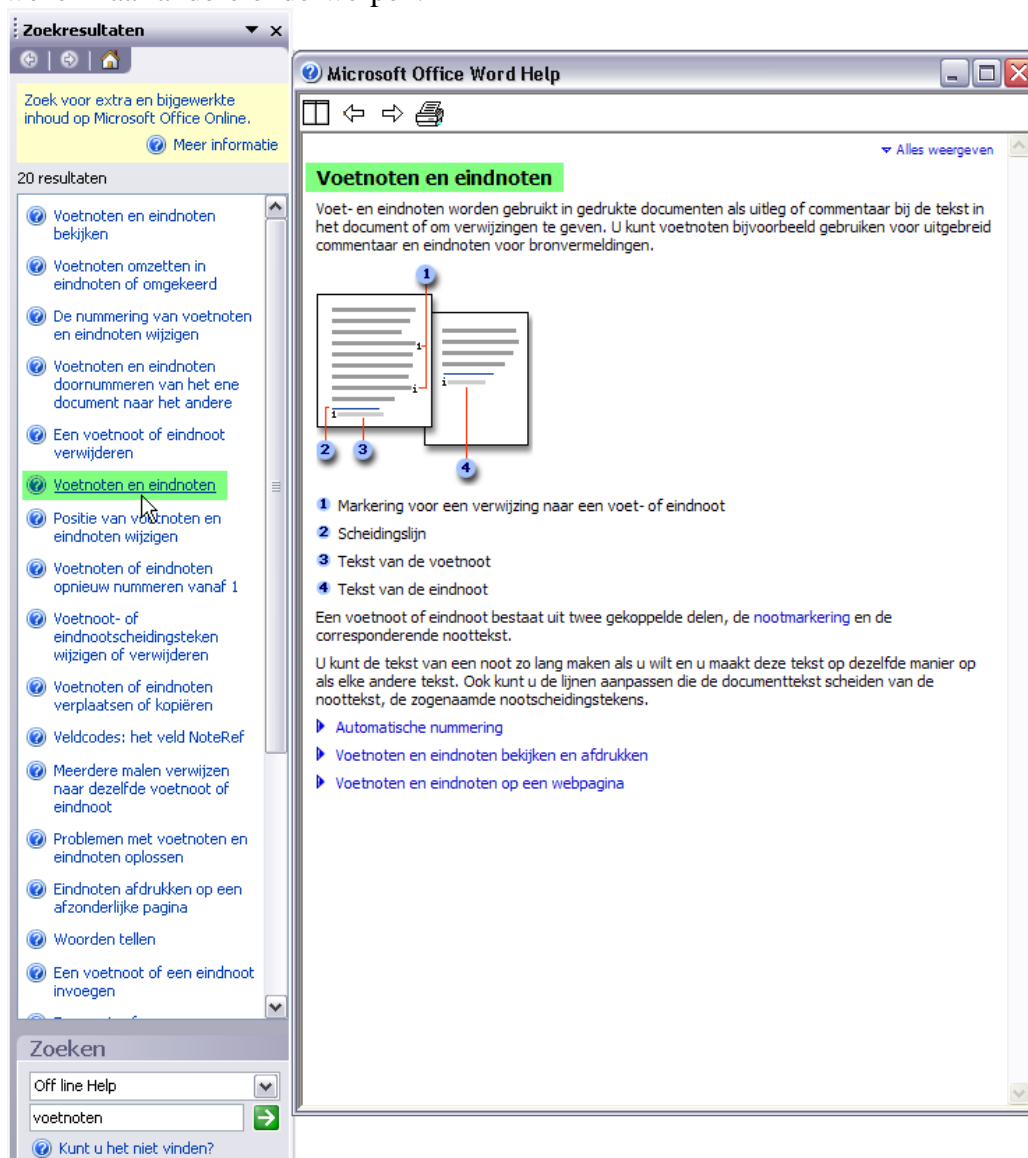 Zoekresultaten
Zoek voor extra en bijgewerkte
inhoud op Microsoft Office Online.
Meer informatie
20 resultaten
Voetnoten en eindnoten
bekijken
Voetnoten omzetten in
eindnoten of omgekeerd
De nummering van voetnoten
en eindnoten wijzigen
Voetnoten en eindnoten
doornummeren van het ene
document naar het andere
Een voetnoot of eindnoot
verwijderen
Voetnoten en eindnoten
Positie van voetnoten en
eindnoten wijzigen
Voetnoten of eindnoten
opnieuw nummeren vanaf 1
Voetnoot- of
eindnootscheidingsteken
wijzigen of verwijderen
Voetnoten of eindnoten
verplaatsen of kopiëren
Veldcodes: het veld NoteRef
Meerdere malen verwijzen
naar dezelfde voetnoot of
eindnoot
Problemen met voetnoten en
eindnoten oplossen
Eindnoten afdrukken op een
afzonderlijke pagina
Woorden tellen
Een voetnoot of een eindnoot
invoegen
Zoeken
Off line Help
voetnoten
Kunt u het niet vinden?
Microsoft Office Word Help
Alles weergeven
Voetnoten en eindnoten
Voet- en eindnoten worden gebruikt in gedrukte documenten als uitleg of commentaar bij de tekst in
het document of om verwijzingen te geven. U kunt voetnoten bijvoorbeeld gebruiken voor uitgebreid
commentaar en eindnoten voor bronvermeldingen.
1
1
i
i
1
2
3
4
1 Markering voor een verwijzing naar een voet- of eindnoot
2 Scheidingslijn
3 Tekst van de voetnoot
4 Tekst van de eindnoot
Een voetnoot of eindnoot bestaat uit twee gekoppelde delen, de nootmarkering en de
corresponderende noottekst.
U kunt de tekst van een noot zo lang maken als u wilt en u maakt deze tekst op dezelfde manier op
als elke andere tekst. Ook kunt u de lijnen aanpassen die de documenttekst scheiden van de
noottekst, de zogenaamde nootscheidingstekens.
Automatische nummering
Voetnoten en eindnoten bekijken en afdrukken
Voetnoten en eindnoten op een webpagina